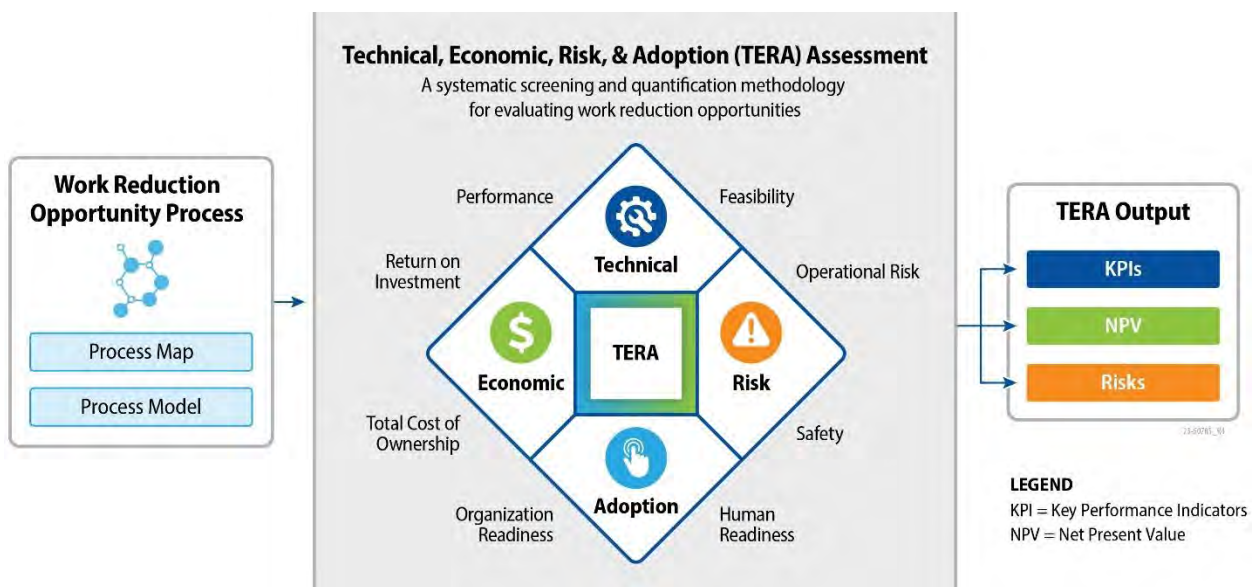 Technical, Economic, Risk, & Adoption (TERA) Assessment
A systematic screening and quantification methodology
for evaluating work reduction opportunities
Work Reduction
Opportunity Process
Process Map
Process Model
Performance
Feasibility
Return on
Investment
Operational Risk
Technical
Economic
TERA
Risk
Adoption
Total Cost of
Ownership
Safety
Organization
Readiness
Human
Readiness
TERA Output
KPIs
NPV
Risks
LEGEND
KPI = Key Performance Indicators
NPV = Net Present Value